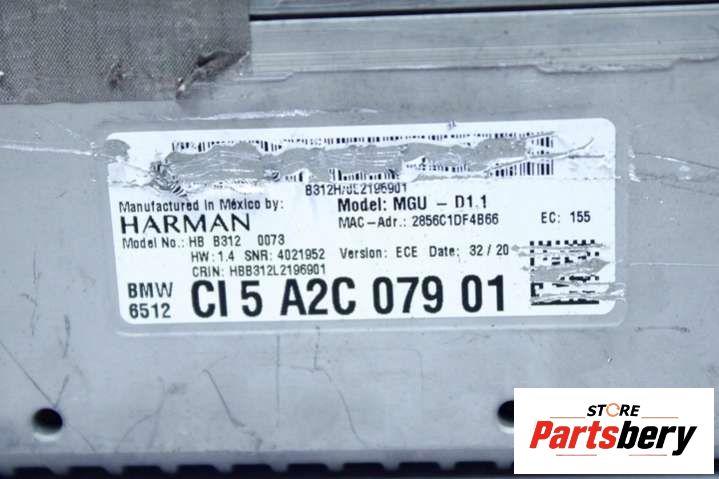 Manufactured in México by:
HARMAN
Model: MGU - D1.1
MAC-Adr.: 2856C1DF4B66 EC: 155
Model No.: HB B312 0073
HW: 1.4 SNR: 4021952 Version: ECE Date: 32/20
CRIN: HBB312L2196901
BMW
6512
CI 5 A2C 079 01
STORE
Partsbery